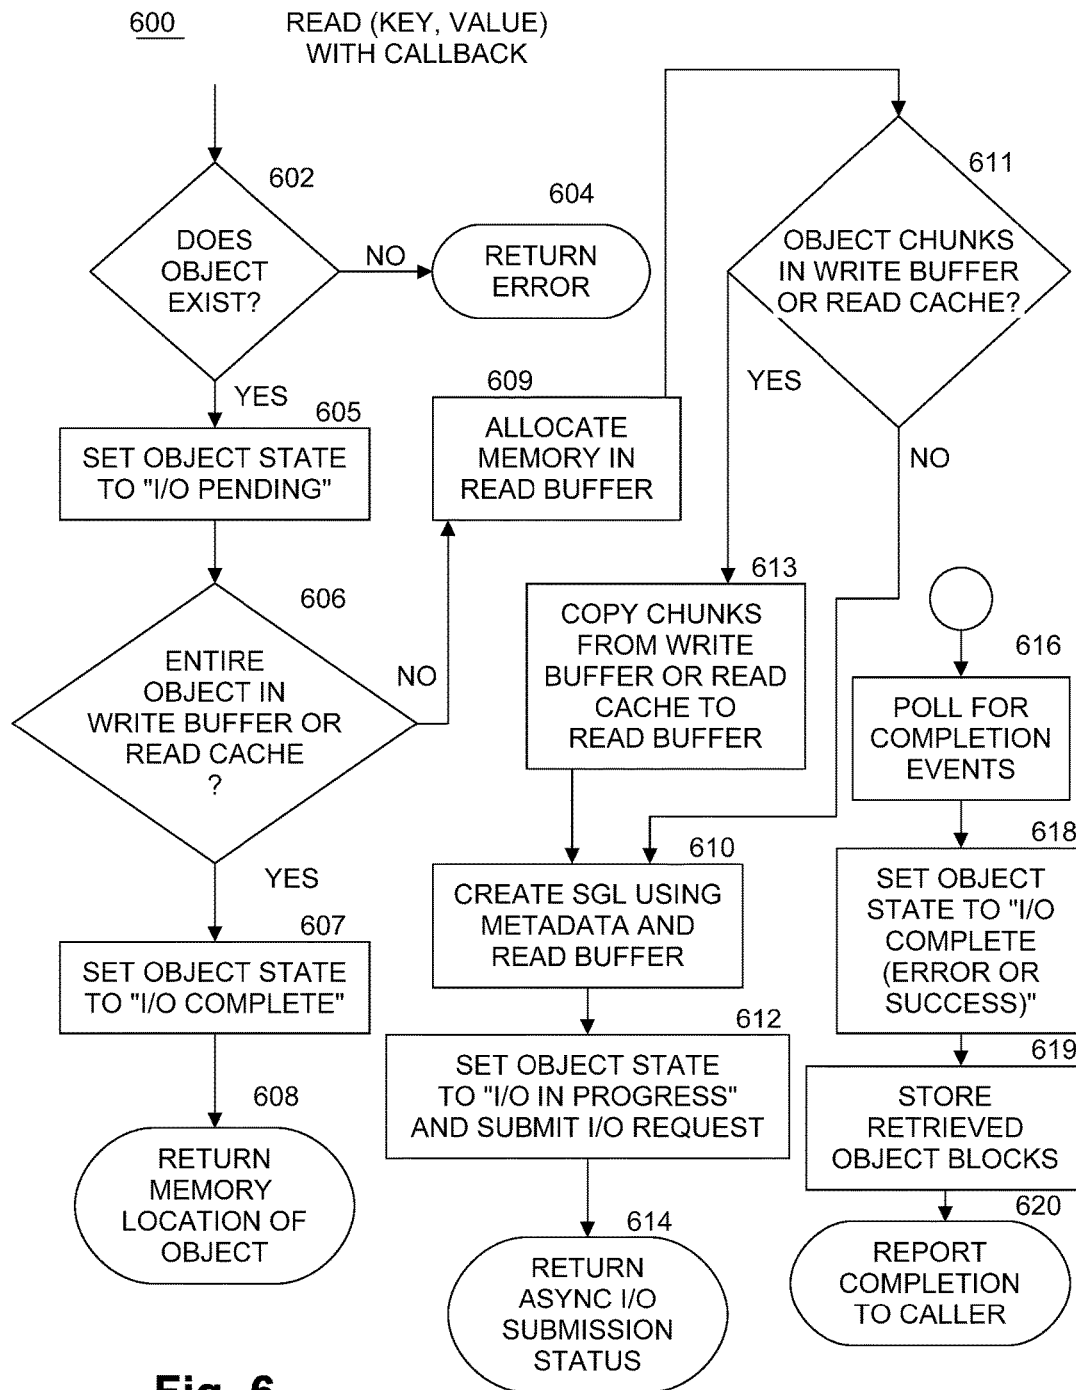 600
READ (KEY, VALUE)
WITH CALLBACK
602
DOES
OBJECT
EXIST?
NO
604
RETURN
ERROR
YES
605
SET OBJECT STATE
TO "I/O PENDING"
606
ENTIRE
OBJECT IN
WRITE BUFFER OR
READ CACHE
?
NO
YES
607
SET OBJECT STATE
TO "I/O COMPLETE"
608
RETURN
MEMORY
LOCATION OF
OBJECT
609
ALLOCATE
MEMORY IN
READ BUFFER
611
OBJECT CHUNKS
IN WRITE BUFFER
OR READ CACHE?
YES
NO
613
COPY CHUNKS
FROM WRITE
BUFFER OR READ
CACHE TO
READ BUFFER
610
CREATE SGL USING
METADATA AND
READ BUFFER
612
SET OBJECT STATE
TO "I/O IN PROGRESS"
AND SUBMIT I/O REQUEST
614
RETURN
ASYNC I/O
SUBMISSION
STATUS
616
POLL FOR
COMPLETION
EVENTS
618
SET OBJECT
STATE TO "I/O
COMPLETE
(ERROR OR
SUCCESS)"
619
STORE
RETRIEVED
OBJECT BLOCKS
620
REPORT
COMPLETION
TO CALLER
Fig. 6